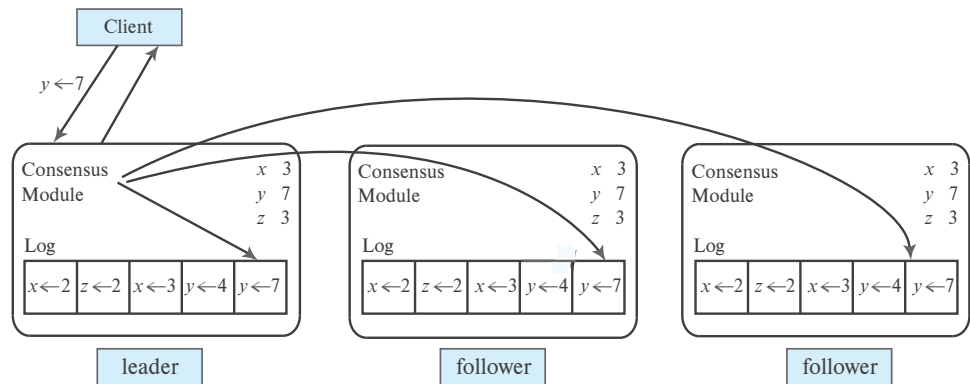 Client
y←7
Consensus
Module
x 3
y 7
z 3
Log
x←2 z←2 x←3 y←4 y←7
leader
Consensus
Module
x 3
y 7
z 3
Log
x←2 z←2 x←3 y←4 y←7
follower
Consensus
Module
x 3
y 7
z 3
Log
x←2 z←2 x←3 y←4 y←7
follower